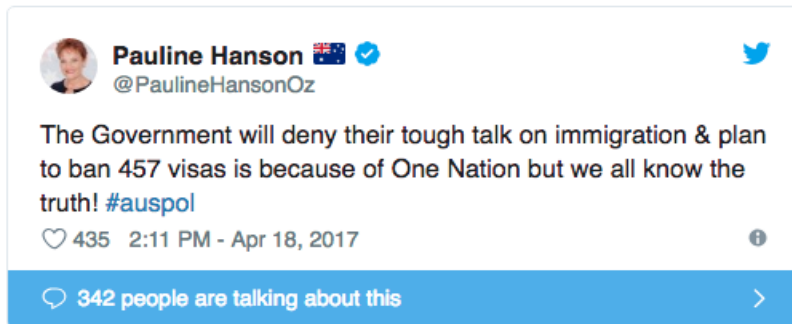 Pauline Hanson
@PaulineHansonOz
The Government will deny their tough talk on immigration & plan
to ban 457 visas is because of One Nation but we all know the
truth! #auspol
435 2:11 PM - Apr 18, 2017
342 people are talking about this